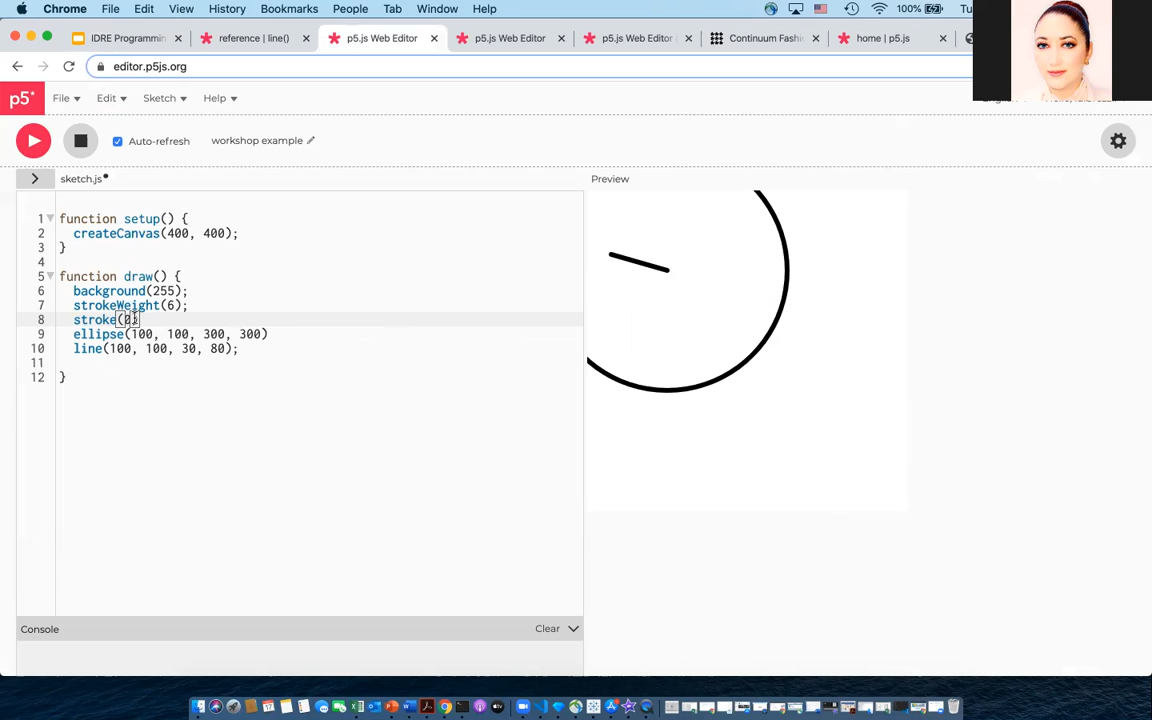 Chrome File Edit View History Bookmarks People Tab Window Help 100% Tu
IDRE Programmin × reference | line() × p5.js Web Editor × p5.js Web Editor × p5.js Web Editor × Continuum Fashi × home | p5.js ×
editor.p5js.org
p5* File Edit Sketch Help
Auto-refresh workshop example
sketch.js Preview
1 function setup() {
2 createCanvas(400, 400);
3 }
4
5 function draw() {
6 background(255);
7 strokeWeight(6);
8 stroke(0)
9 ellipse(100, 100, 300, 300)
10 line(100, 100, 30, 80);
11
12 }
Console Clear